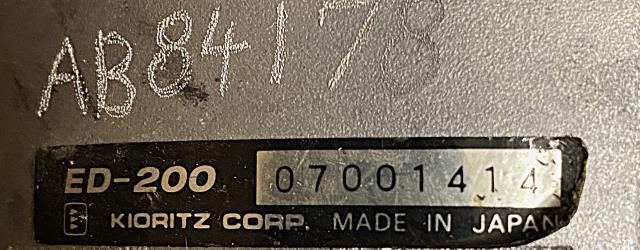 AB84178
ED-200 07001414
KIORITZ CORP. MADE IN JAPAN